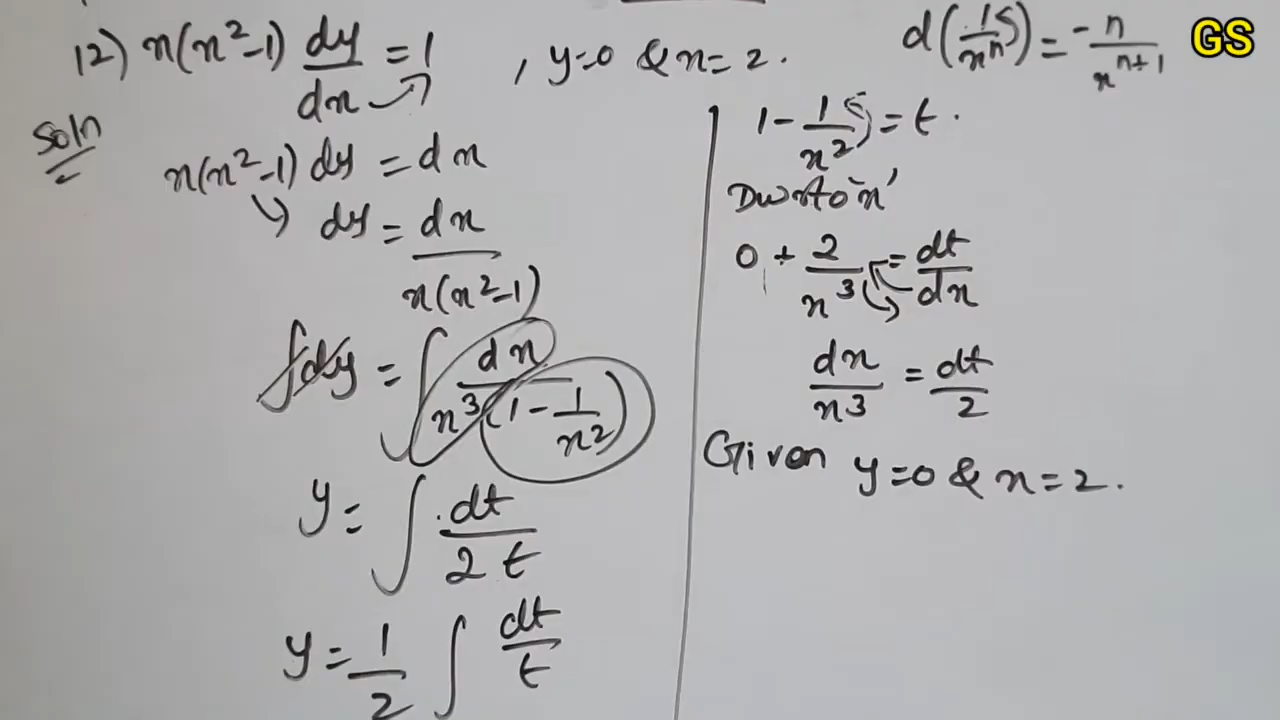 12) x(x²-1) dy/dx = 1 , y=0 & x=2.
Soln
x(x²-1) dy = dx
dy = dx / x(x²-1)
∫dy = ∫ dx / x³(1 - 1/x²)
y = ∫ dt / 2t
y = 1/2 ∫ dt/t
d(1/xⁿ) = -n / xⁿ⁺¹
GS
1 - 1/x² = t.
Dwrto 'x'
0 + 2/x³ = dt/dx
dx/x³ = dt/2
Given y=0 & x=2.